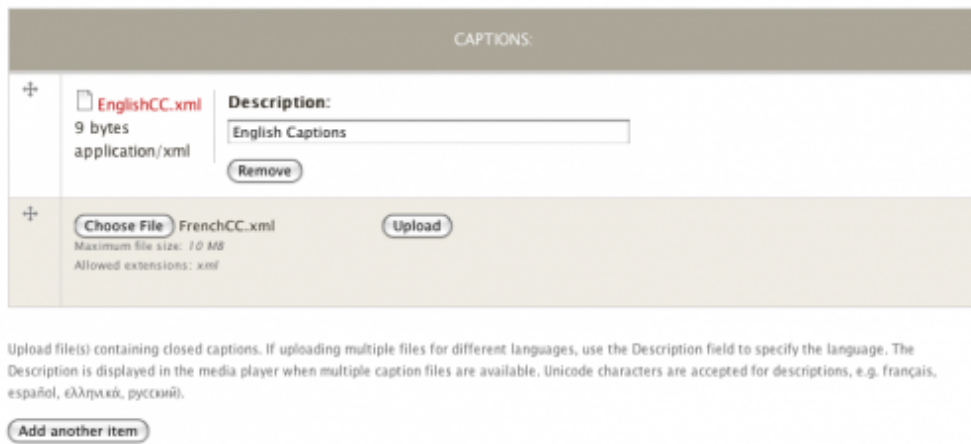 CAPTIONS:
EnglishCC.xml
9 bytes
application/xml
Description:
English Captions
Remove
Choose File FrenchCC.xml Upload
Maximum file size: 10 MB
Allowed extensions: xml
Upload file(s) containing closed captions. If uploading multiple files for different languages, use the Description field to specify the language. The
Description is displayed in the media player when multiple caption files are available. Unicode characters are accepted for descriptions, e.g. français,
español, ελληνικά, русский).
Add another item